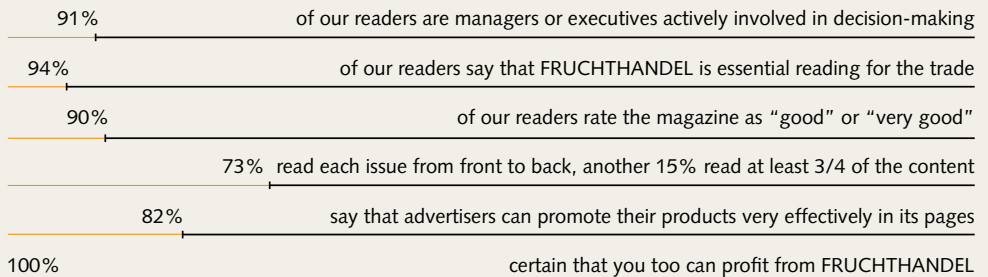 91% of our readers are managers or executives actively involved in decision-making
94% of our readers say that FRUCHTHANDEL is essential reading for the trade
90% of our readers rate the magazine as “good” or “very good”
73% read each issue from front to back, another 15% read at least 3/4 of the content
82% say that advertisers can promote their products very effectively in its pages
100% certain that you too can profit from FRUCHTHANDEL